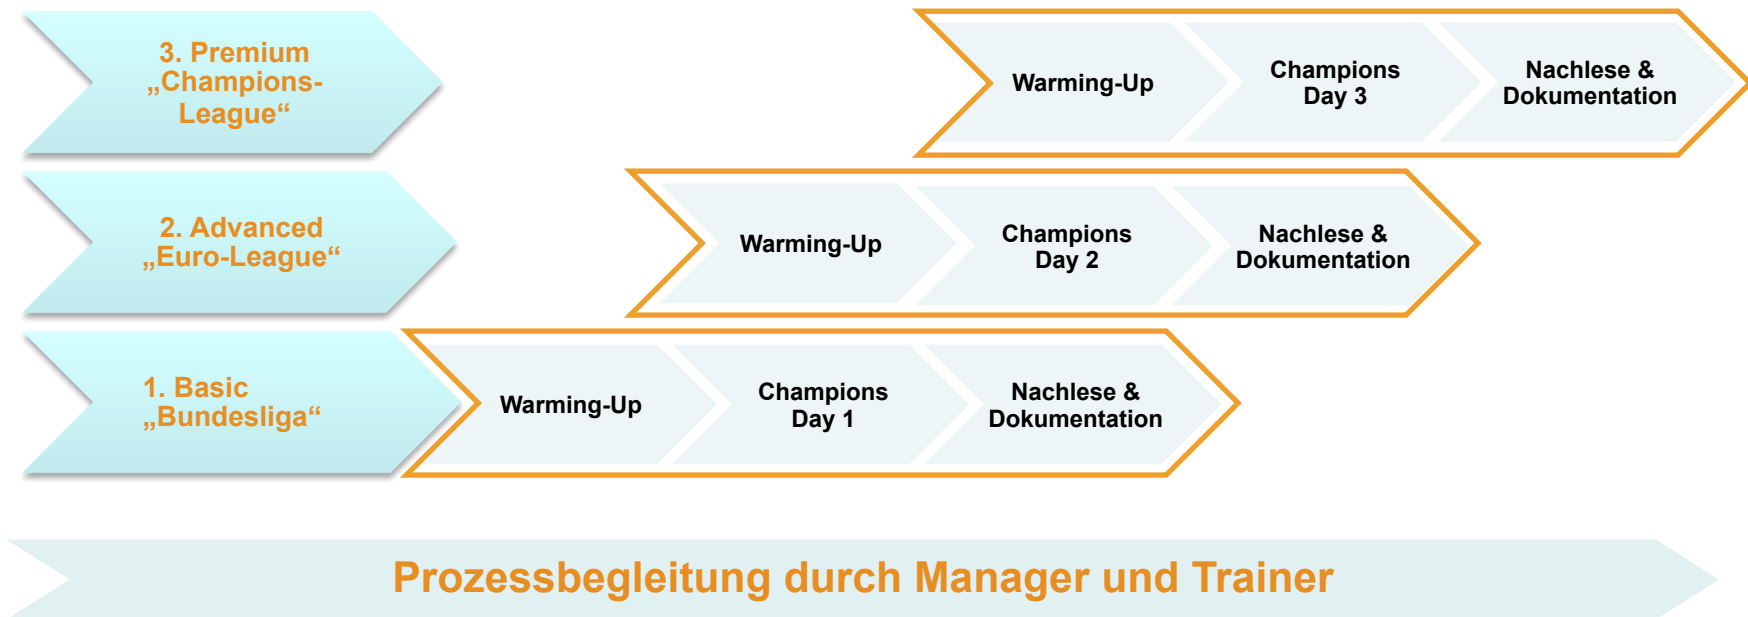 3. Premium
„Champions-
League“
Warming-Up
Champions
Day 3
Nachlese &
Dokumentation
2. Advanced
„Euro-League“
Warming-Up
Champions
Day 2
Nachlese &
Dokumentation
1. Basic
„Bundesliga“
Warming-Up
Champions
Day 1
Nachlese &
Dokumentation
Prozessbegleitung durch Manager und Trainer